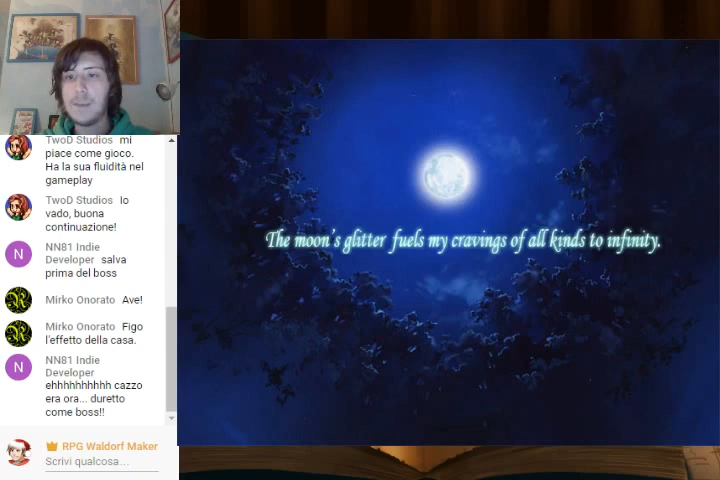 TwoD Studios mi
piace come gioco.
Ha la sua fluidità nel
gameplay
TwoD Studios Io
vado, buona
continuazione!
NN81 Indie
Developer salva
prima del boss
Mirko Onorato Ave!
Mirko Onorato Figo
l'effetto della casa.
NN81 Indie
Developer
ehhhhhhhhhh cazzo
era ora... duretto
come boss!!
RPG Waldorf Maker
Scrivi qualcosa...
The moon's glitter fuels my cravings of all kinds to infinity.